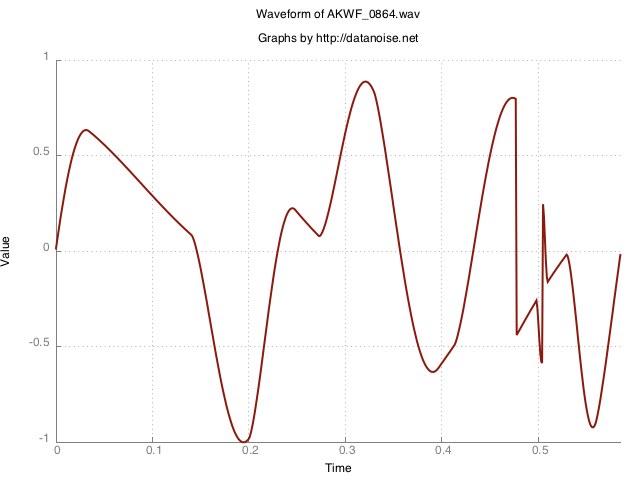 Waveform of AKWF_0864.wav
Graphs by http://datanoise.net
1
0.5
0
-0.5
-1
Value
0 0.1 0.2 0.3 0.4 0.5
Time